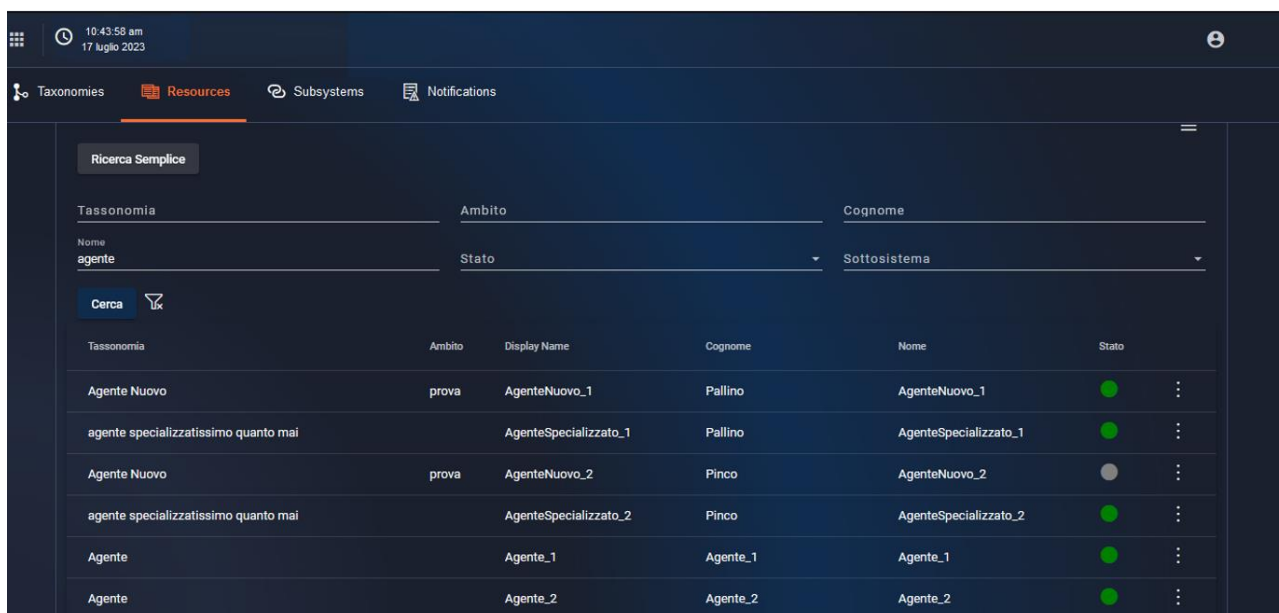 10:43:58 am
17 luglio 2023
Taxonomies Resources Subsystems Notifications
Ricerca Semplice
Tassonomia Ambito Cognome
Nome
agente Stato Sottosistema
Cerca
Tassonomia Ambito Display Name Cognome Nome Stato
Agente Nuovo prova AgenteNuovo_1 Pallino AgenteNuovo_1
agente specializzatissimo quanto mai AgenteSpecializzato_1 Pallino AgenteSpecializzato_1
Agente Nuovo prova AgenteNuovo_2 Pinco AgenteNuovo_2
agente specializzatissimo quanto mai AgenteSpecializzato_2 Pinco AgenteSpecializzato_2
Agente Agente_1 Agente_1 Agente_1
Agente Agente_2 Agente_2 Agente_2